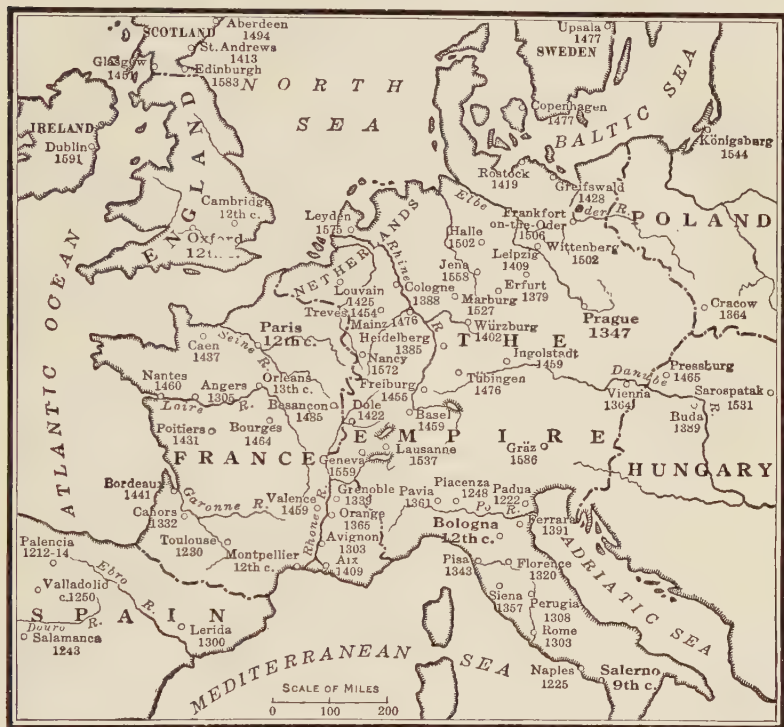 Aberdeen
1494
SCOTLAND
St. Andrews
1413
Glasgow
Edinburgh
1583
Upsala
1477
SWEDEN
NORTH
SEA
Copenhagen
1477
BALTIC SEA
Königsberg
1544
IRELAND
Dublin
1591
ENGLAND
Cambridge
12th c.
Oxford
Rostock
1419
Greifswald
1428
Elbe
Oder R.
POLAND
Frankfort
on-the-Oder
1506
Wittenberg
1502
Leyden
1575
NETHERLANDS
Rhine
R.
Halle
1502
Leipzig
1409
Jena
1558
Erfurt
1379
Marburg
1527
Louvain
1425
Cologne
1388
Treves 1454
Mainz 1476
Würzburg
1402
Prague
1347
Cracow
1364
ATLANTIC OCEAN
Caen
1437
Seine R.
Paris
12th c.
Heidelberg
1385
Nancy
1572
THE
Ingolstadt
1459
Tübingen
1476
Danube
R.
Pressburg
1465
Vienna
1364
Sarospatak
1531
Buda
1389
Nantes
1460
Angers
1305
Loire R.
Orleans
13th c.
Besançon
1485
Freiburg
1455
Dole
1422
Basel
1459
Poitiers
1431
Bourges
1464
EMPIRE
FRANCE
Geneva
1559
Lausanne
1537
Gräz
1586
HUNGARY
Bordeaux
1441
Garonne R.
Cahors
1332
Valence
1459
Rhone R.
Grenoble
1339
Orange
1365
Avignon
1303
Aix
1409
Toulouse
1230
Montpellier
12th c.
Pavia
1361
Piacenza
1248
Padua
1222
Po R.
Bologna
12th c.
Ferrara
1391
ADRIATIC SEA
Pisa
1343
Florence
1320
Siena
1357
Perugia
1308
Rome
1303
Naples
1225
Salerno
9th c.
Palencia
1212-14
Ebro R.
Valladolid
c.1250
SPAIN
Douro R.
Salamanca
1243
Lerida
1300
MEDITERRANEAN SEA
SCALE OF MILES
0 50 100 150 200